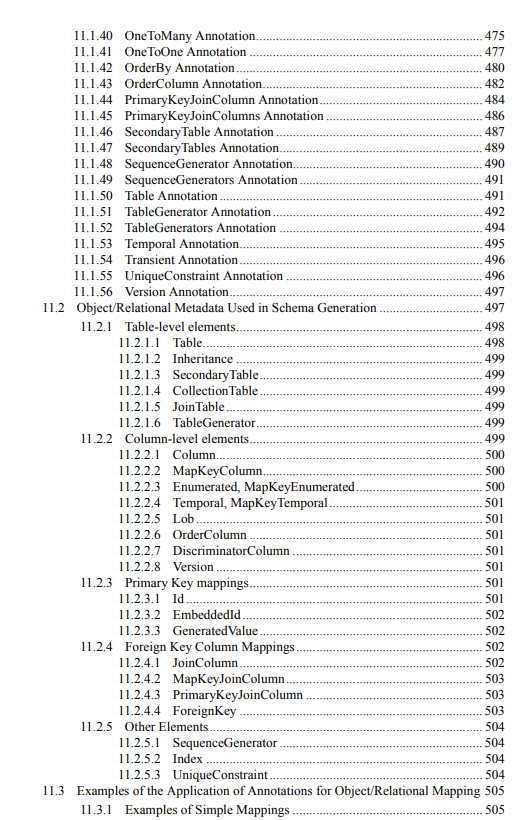 11.1.40 OneToMany Annotation 475
11.1.41 OneToOne Annotation 477
11.1.42 OrderBy Annotation 480
11.1.43 OrderColumn Annotation 482
11.1.44 PrimaryKeyJoinColumn Annotation 484
11.1.45 PrimaryKeyJoinColumns Annotation 486
11.1.46 SecondaryTable Annotation 487
11.1.47 SecondaryTables Annotation 489
11.1.48 SequenceGenerator Annotation 490
11.1.49 SequenceGenerators Annotation 491
11.1.50 Table Annotation 491
11.1.51 TableGenerator Annotation 492
11.1.52 TableGenerators Annotation 494
11.1.53 Temporal Annotation 495
11.1.54 Transient Annotation 496
11.1.55 UniqueConstraint Annotation 496
11.1.56 Version Annotation 497
11.2 Object/Relational Metadata Used in Schema Generation 497
11.2.1 Table-level elements 498
11.2.1.1 Table 498
11.2.1.2 Inheritance 499
11.2.1.3 SecondaryTable 499
11.2.1.4 CollectionTable 499
11.2.1.5 JoinTable 499
11.2.1.6 TableGenerator 499
11.2.2 Column-level elements 499
11.2.2.1 Column 500
11.2.2.2 MapKeyColumn 500
11.2.2.3 Enumerated, MapKeyEnumerated 500
11.2.2.4 Temporal, MapKeyTemporal 501
11.2.2.5 Lob 501
11.2.2.6 OrderColumn 501
11.2.2.7 DiscriminatorColumn 501
11.2.2.8 Version 501
11.2.3 Primary Key mappings 501
11.2.3.1 Id 501
11.2.3.2 EmbeddedId 502
11.2.3.3 GeneratedValue 502
11.2.4 Foreign Key Column Mappings 502
11.2.4.1 JoinColumn 502
11.2.4.2 MapKeyJoinColumn 503
11.2.4.3 PrimaryKeyJoinColumn 503
11.2.4.4 ForeignKey 503
11.2.5 Other Elements 504
11.2.5.1 SequenceGenerator 504
11.2.5.2 Index 504
11.2.5.3 UniqueConstraint 504
11.3 Examples of the Application of Annotations for Object/Relational Mapping 505
11.3.1 Examples of Simple Mappings 505